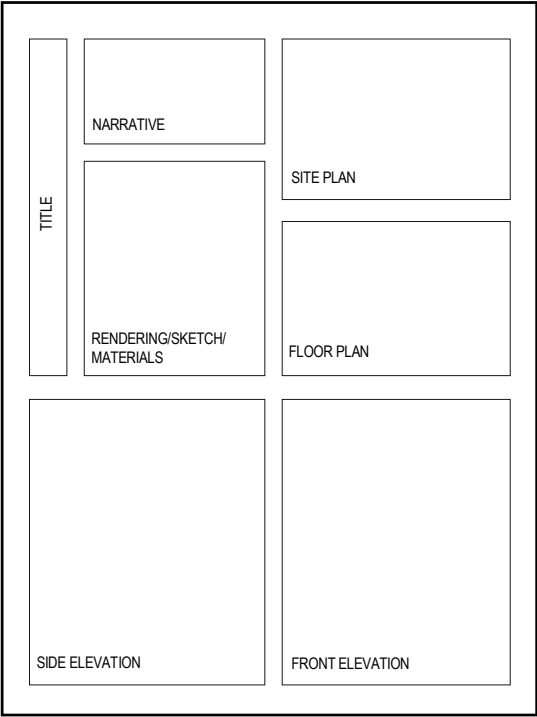 TITLE
NARRATIVE
RENDERING/SKETCH/
MATERIALS
SITE PLAN
FLOOR PLAN
SIDE ELEVATION
FRONT ELEVATION